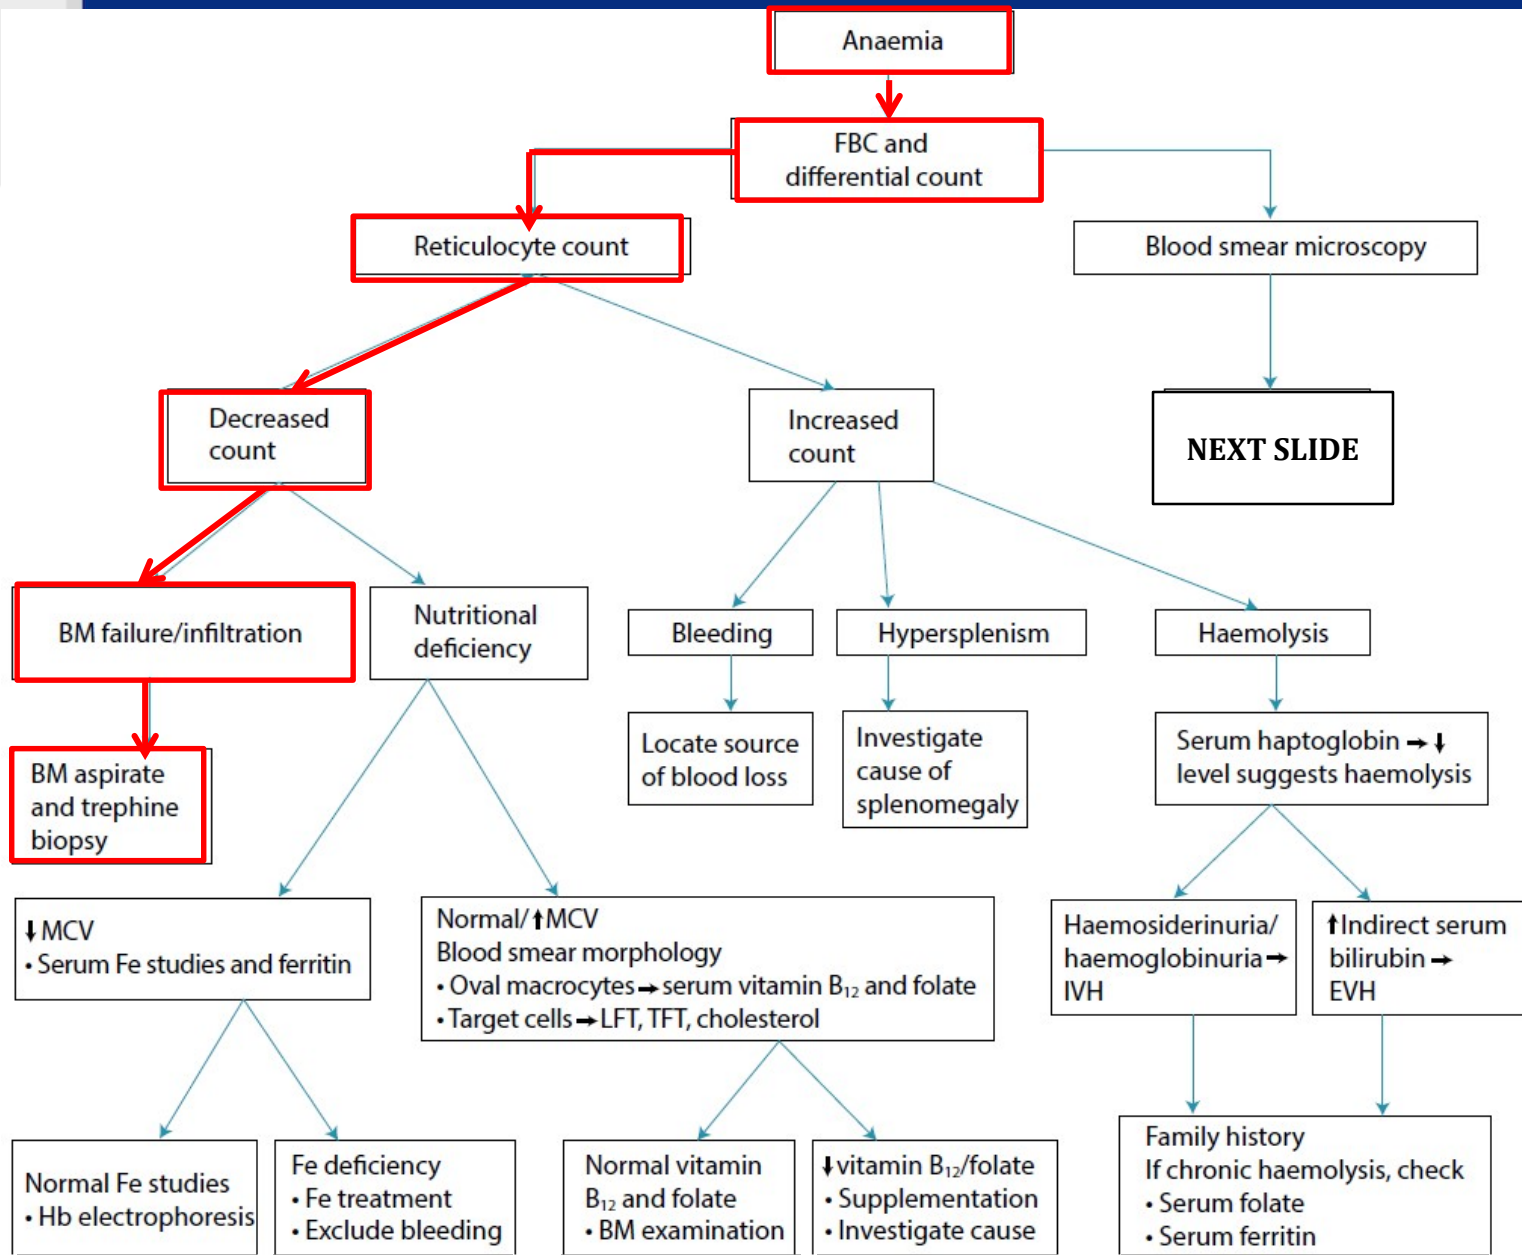 Anaemia
FBC and
differential count
Reticulocyte count
Blood smear microscopy
Decreased
count
Increased
count
NEXT SLIDE
BM failure/infiltration
Nutritional
deficiency
Bleeding
Hypersplenism
Haemolysis
BM aspirate
and trephine
biopsy
Locate source
of blood loss
Investigate
cause of
splenomegaly
Serum haptoglobin → ↓
level suggests haemolysis
↓ MCV
• Serum Fe studies and ferritin
Normal/ ↑ MCV
Blood smear morphology
• Oval macrocytes → serum vitamin B₁₂ and folate
• Target cells → LFT, TFT, cholesterol
Haemosiderinuria/
haemoglobinuria →
IVH
↑ Indirect serum
bilirubin →
EVH
Normal Fe studies
• Hb electrophoresis
Fe deficiency
• Fe treatment
• Exclude bleeding
Normal vitamin
B₁₂ and folate
• BM examination
↓ vitamin B₁₂/folate
• Supplementation
• Investigate cause
Family history
If chronic haemolysis, check
• Serum folate
• Serum ferritin